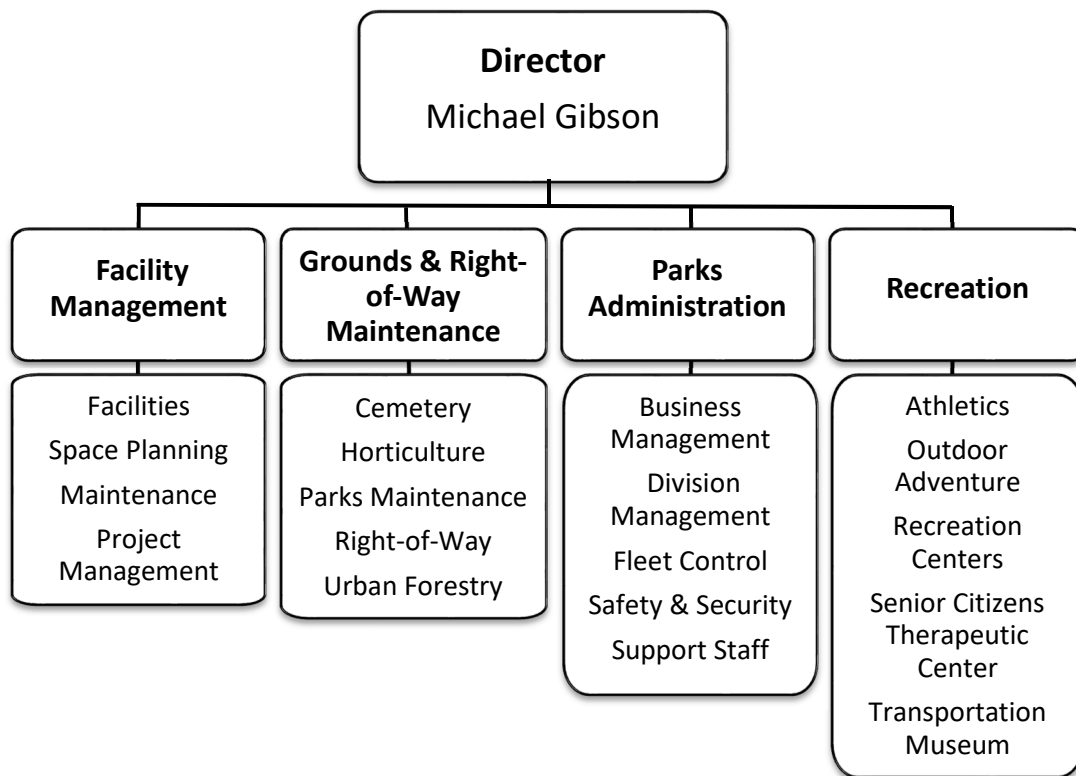 Director
Michael Gibson
Facility
Management
Grounds & Right-
of-Way
Maintenance
Parks
Administration
Recreation
Facilities
Space Planning
Maintenance
Project
Management
Cemetery
Horticulture
Parks Maintenance
Right-of-Way
Urban Forestry
Business
Management
Division
Management
Fleet Control
Safety & Security
Support Staff
Athletics
Outdoor
Adventure
Recreation
Centers
Senior Citizens
Therapeutic
Center
Transportation
Museum